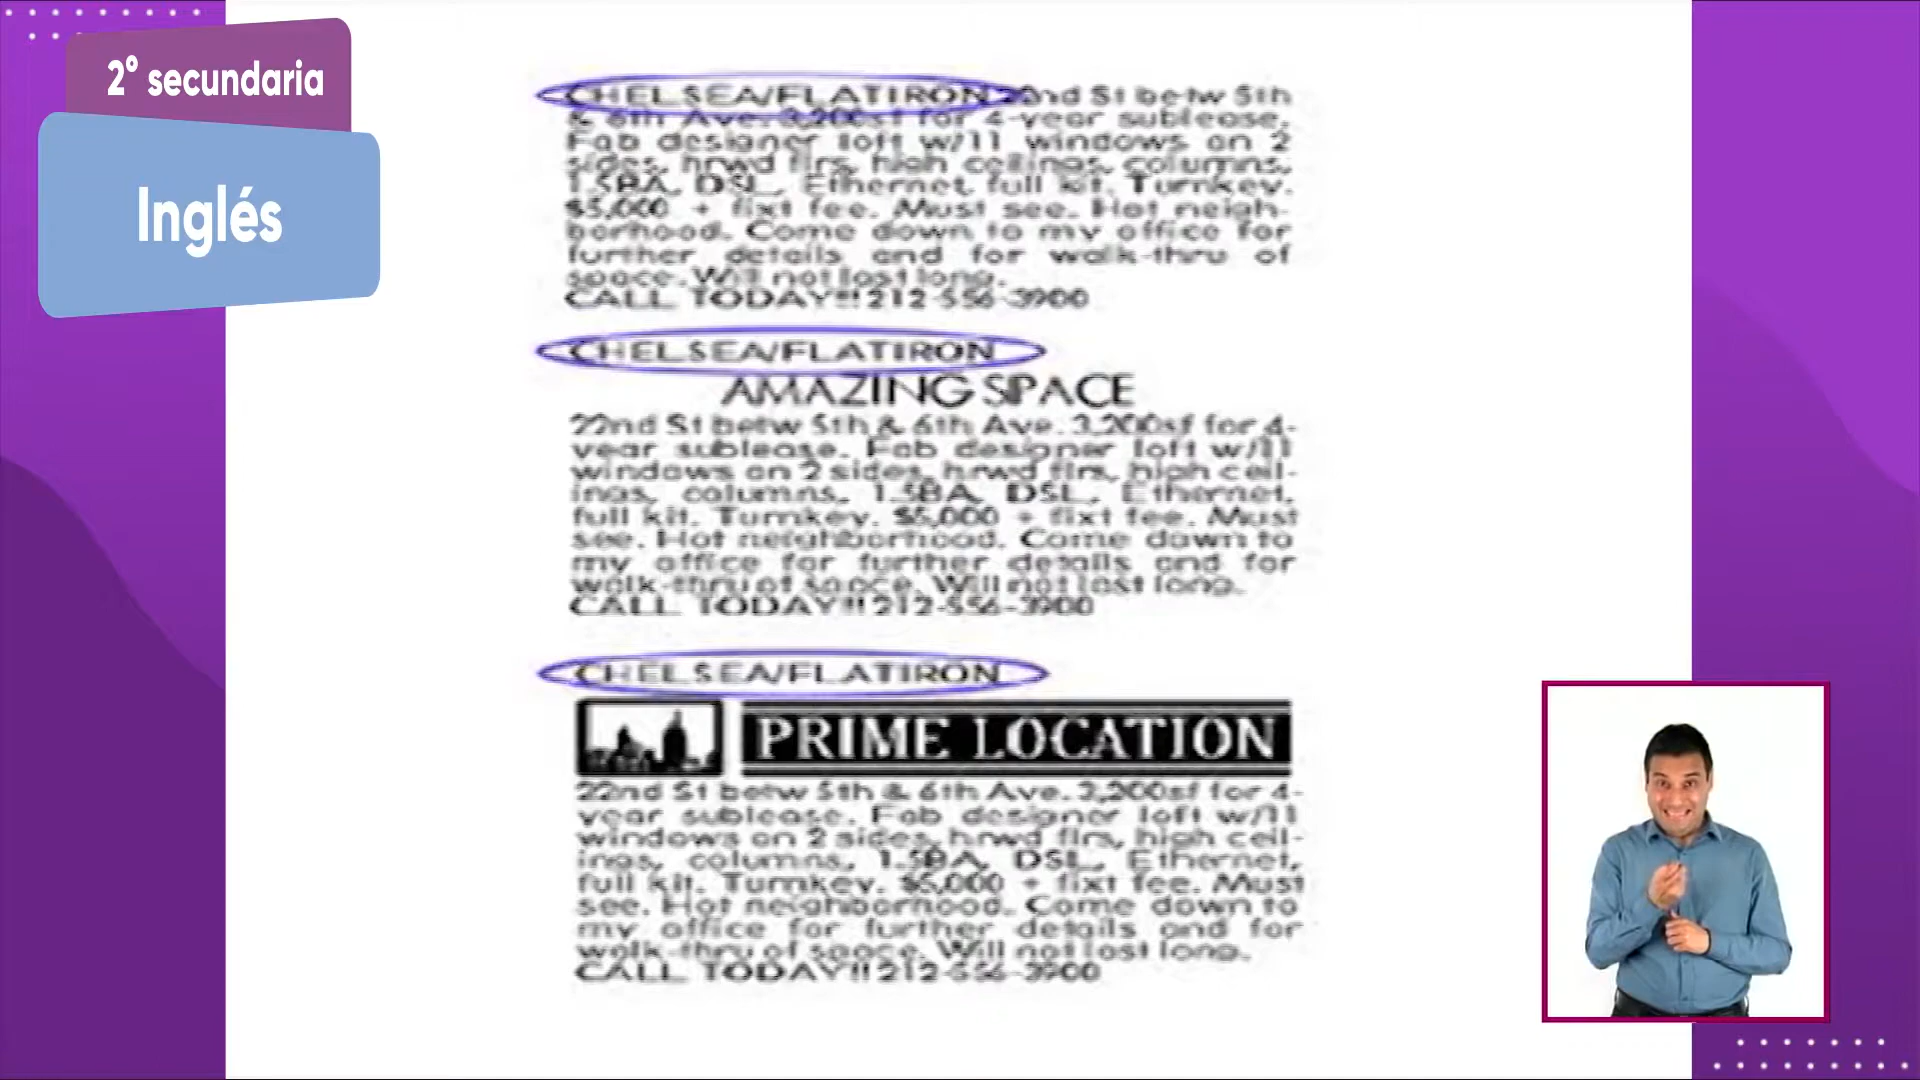 2° secundaria
Inglés
CHELSEA/FLATIRON 22nd St betw 5th
& 6th Ave. 3,200sf for 4-year sublease.
Fab designer loft w/11 windows on 2
sides, hrwd flrs, high ceilings, columns,
1.5BA, DSL, Ethernet, full kit. Turnkey.
$5,000 + fixt fee. Must see. Hot neigh-
borhood. Come down to my office for
further details and for walk-thru of
space. Will not last long.
CALL TODAY!!! 212-556-3900
CHELSEA/FLATIRON
AMAZING SPACE
22nd St betw 5th & 6th Ave. 3,200sf for 4-
year sublease. Fab designer loft w/11
windows on 2 sides, hrwd flrs, high ceil-
ings, columns, 1.5BA, DSL, Ethernet,
full kit. Turnkey. $5,000 + fixt fee. Must
see. Hot neighborhood. Come down to
my office for further details and for
walk-thru of space. Will not last long.
CALL TODAY!!! 212-556-3900
CHELSEA/FLATIRON
PRIME LOCATION
22nd St betw 5th & 6th Ave. 3,200sf for 4-
year sublease. Fab designer loft w/11
windows on 2 sides, hrwd flrs, high ceil-
ings, columns, 1.5BA, DSL, Ethernet,
full kit. Turnkey. $5,000 + fixt fee. Must
see. Hot neighborhood. Come down to
my office for further details and for
walk-thru of space. Will not last long.
CALL TODAY!!! 212-556-3900